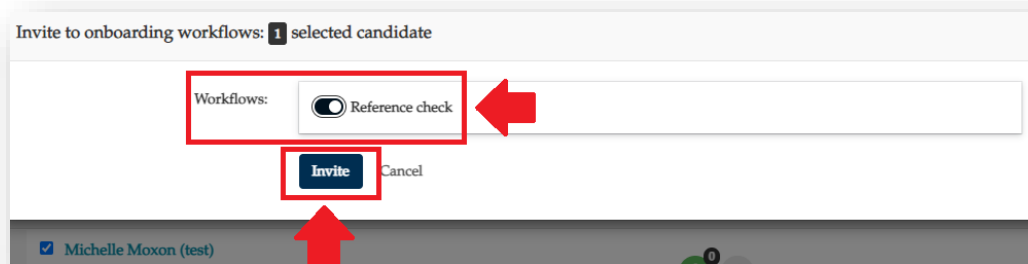 Invite to onboarding workflows: 1 selected candidate
Workflows: Reference check
Invite Cancel
Michelle Moxon (test)
0